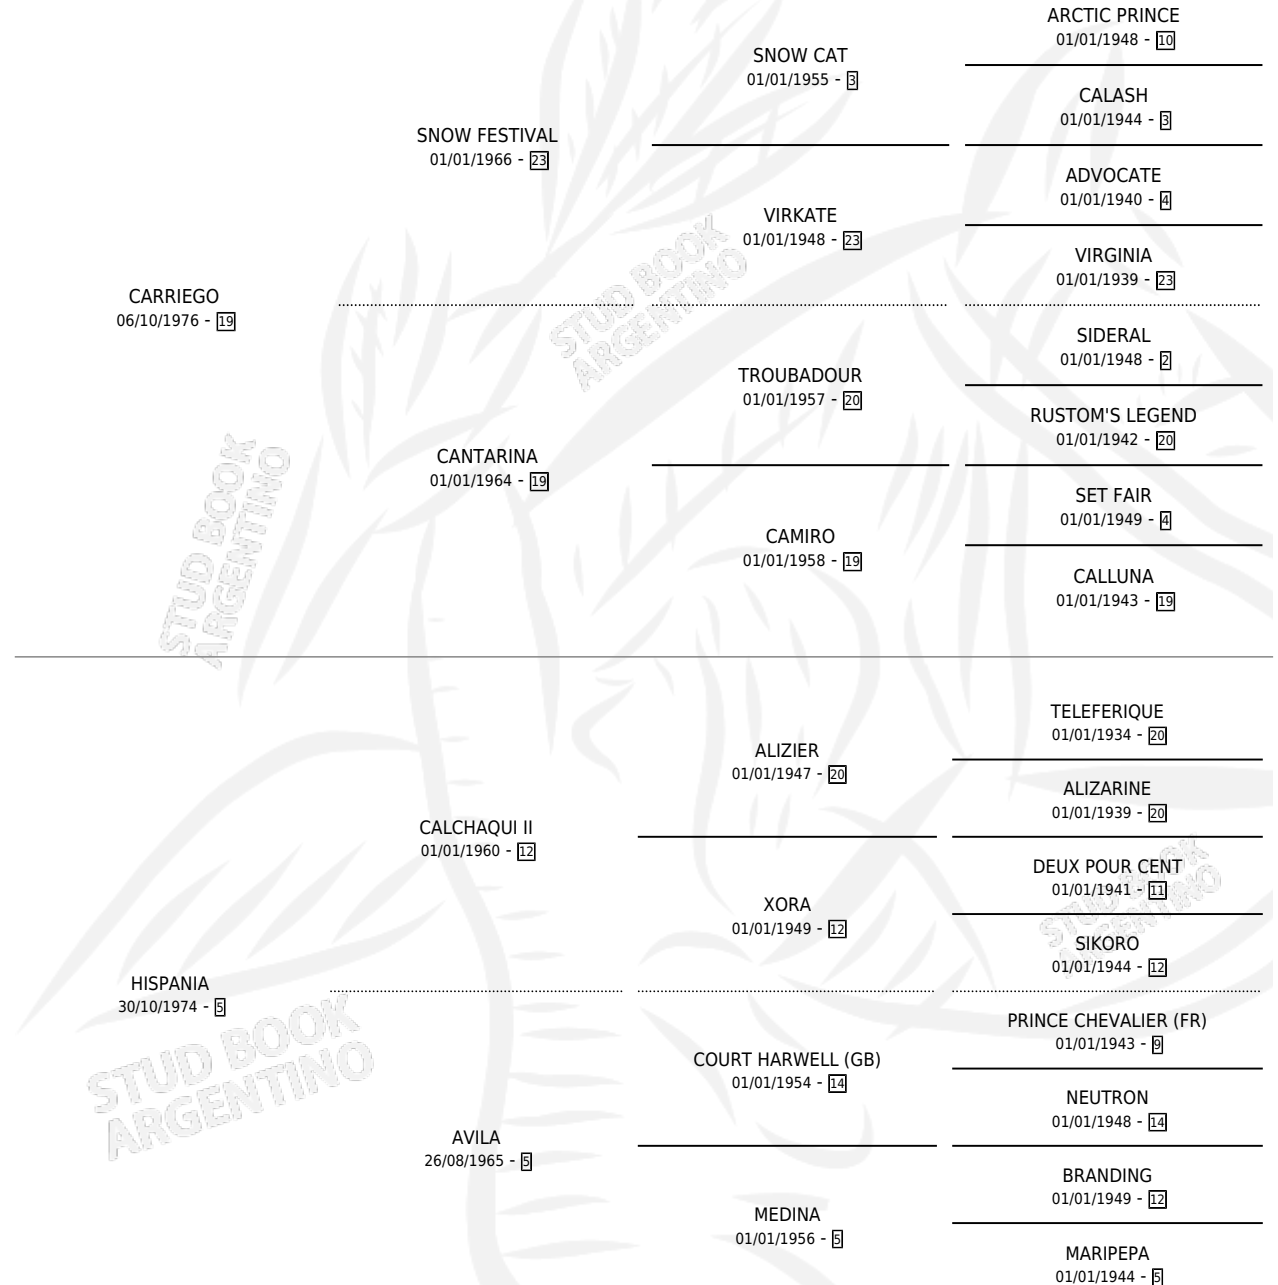 ARCTIC PRINCE
01/01/1948 - 10
SNOW CAT
01/01/1955 - 3
CALASH
01/01/1944 - 3
SNOW FESTIVAL
01/01/1966 - 23
ADVOCATE
01/01/1940 - 4
VIRKATE
01/01/1948 - 23
VIRGINIA
01/01/1939 - 23
CARRIEGO
06/10/1976 - 19
SIDERAL
01/01/1948 - 2
TROUBADOUR
01/01/1957 - 20
RUSTOM'S LEGEND
01/01/1942 - 20
CANTARINA
01/01/1964 - 19
SET FAIR
01/01/1949 - 4
CAMIRO
01/01/1958 - 19
CALLUNA
01/01/1943 - 19
STUD BOOK
ARGENTINO
STUD BOOK
ARGENTINO
TELEFERIQUE
01/01/1934 - 20
ALIZIER
01/01/1947 - 20
ALIZARINE
01/01/1939 - 20
CALCHAQUI II
01/01/1960 - 12
DEUX POUR CENT
01/01/1941 - 11
XORA
01/01/1949 - 12
SIKORO
01/01/1944 - 12
STUD BOOK
ARGENTINO
HISPANIA
30/10/1974 - 5
PRINCE CHEVALIER (FR)
01/01/1943 - 9
COURT HARWELL (GB)
01/01/1954 - 14
NEUTRON
01/01/1948 - 14
STUD BOOK
ARGENTINO
AVILA
26/08/1965 - 5
BRANDING
01/01/1949 - 12
MEDINA
01/01/1956 - 5
MARIPEPA
01/01/1944 - 5